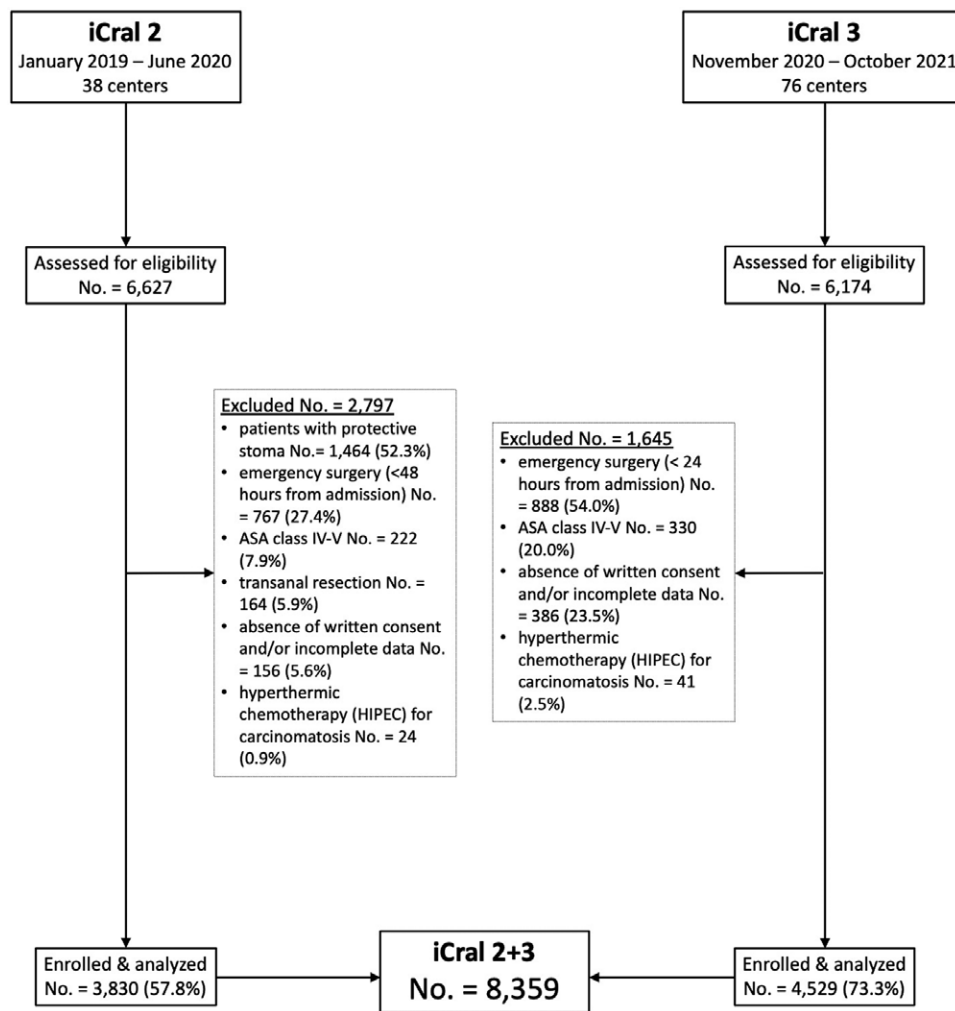 iCral 2
January 2019 – June 2020
38 centers
iCral 3
November 2020 – October 2021
76 centers
Assessed for eligibility
No. = 6,627
Assessed for eligibility
No. = 6,174
Excluded No. = 2,797
• patients with protective
stoma No.= 1,464 (52.3%)
• emergency surgery (<48
hours from admission) No.
= 767 (27.4%)
• ASA class IV-V No. = 222
(7.9%)
• transanal resection No. =
164 (5.9%)
• absence of written consent
and/or incomplete data No.
= 156 (5.6%)
• hyperthermic
chemotherapy (HIPEC) for
carcinomatosis No. = 24
(0.9%)
Excluded No. = 1,645
• emergency surgery (< 24
hours from admission) No.
= 888 (54.0%)
• ASA class IV-V No. = 330
(20.0%)
• absence of written consent
and/or incomplete data No.
= 386 (23.5%)
• hyperthermic
chemotherapy (HIPEC) for
carcinomatosis No. = 41
(2.5%)
Enrolled & analyzed
No. = 3,830 (57.8%)
iCral 2+3
No. = 8,359
Enrolled & analyzed
No. = 4,529 (73.3%)